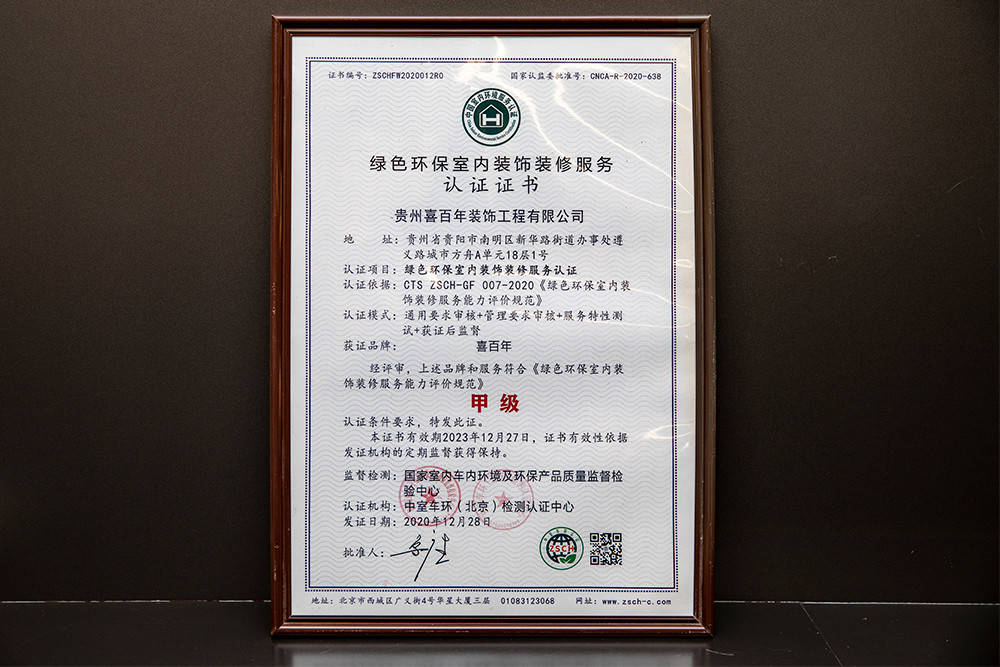 证书编号：ZSCHFW2020012R0
国家认监委批准号：CNCA-R-2020-638
中国室内环境服务认证
绿色环保室内装饰装修服务
认证证书
贵州喜百年装饰工程有限公司
地 址：贵州省贵阳市南明区新华路街道办事处遵
义路城市方舟A单元18层1号
认证项目：绿色环保室内装饰装修服务认证
认证依据：CTS ZSCH-GF 007-2020《绿色环保室内装
饰装修服务能力评价规范》
认证模式：通用要求审核+管理要求审核+服务特性测
试+获证后监督
获证品牌： 喜百年
经评审，上述品牌和服务符合《绿色环保室内装
饰装修服务能力评价规范》
甲级
认证条件要求，特发此证。
本证书有效期2023年12月27日，证书有效性依据
发证机构的定期监督获得保持。
监督检测：国家室内车内环境及环保产品质量监督检
验中心
认证机构：中室车环（北京）检测认证中心
发证日期：2020年12月28日
批准人：
ZSCH
地址：北京市西城区广义街4号华星大厦三层 01083123068 网址：www.zsch-c.com